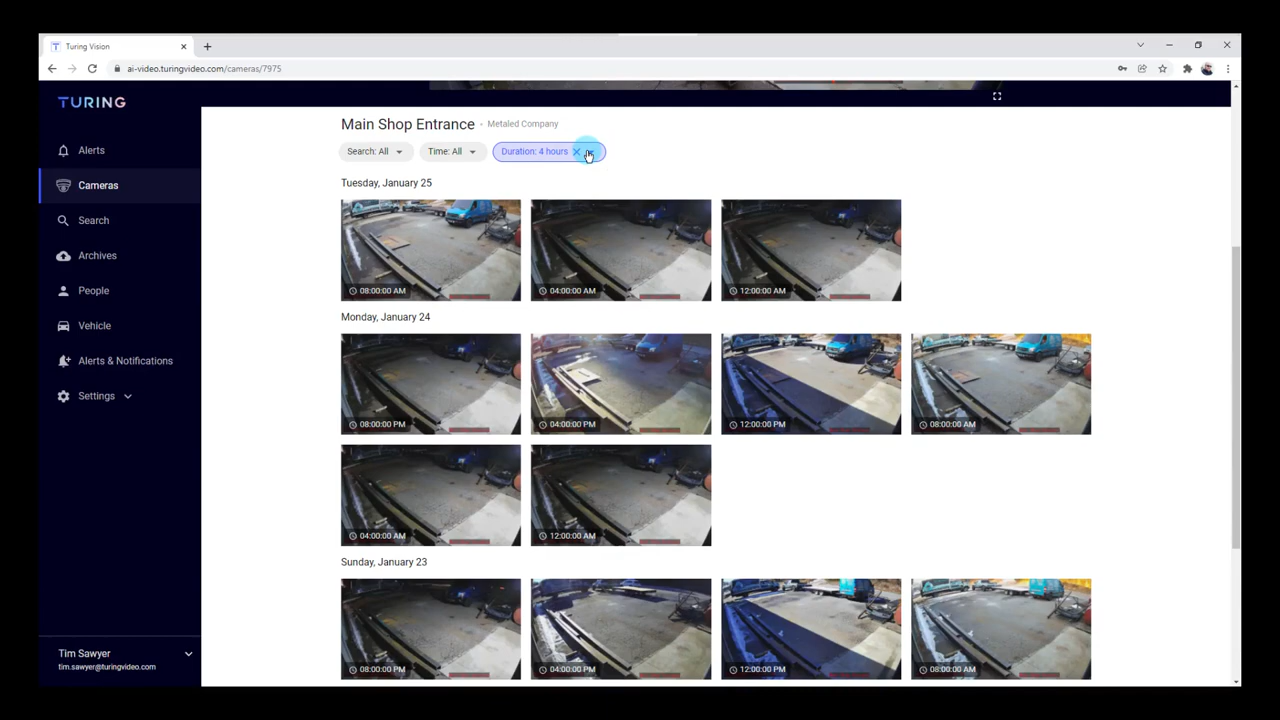 Turing Vision
ai-video.turingvideo.com/cameras/7975
TURING
Alerts
Cameras
Search
Archives
People
Vehicle
Alerts & Notifications
Settings
Tim Sawyer
tim.sawyer@turingvideo.com
Main Shop Entrance • Metaled Company
Search: All Time: All Duration: 4 hours
Tuesday, January 25
08:00:00 AM 04:00:00 AM 12:00:00 AM
Monday, January 24
08:00:00 PM 04:00:00 PM 12:00:00 PM 08:00:00 AM
04:00:00 AM 12:00:00 AM
Sunday, January 23
08:00:00 PM 04:00:00 PM 12:00:00 PM 08:00:00 AM